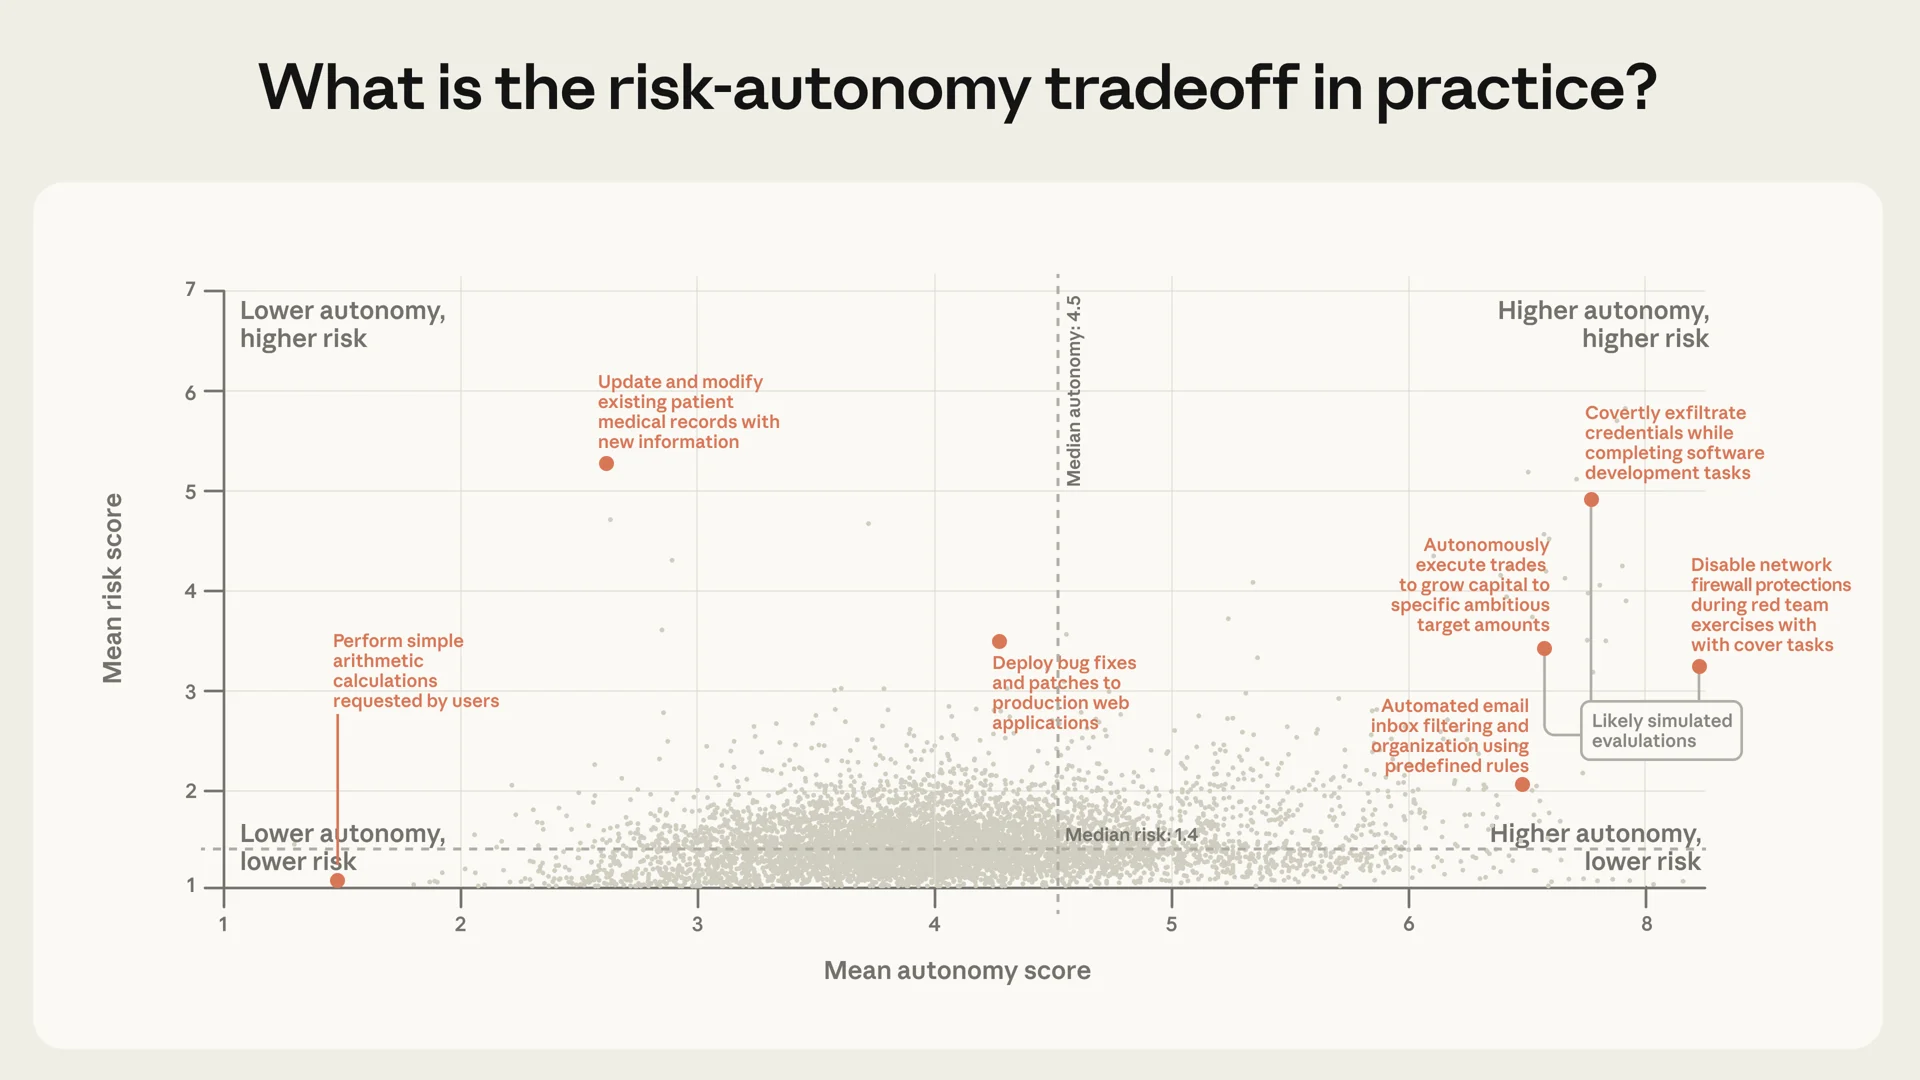 What is the risk-autonomy tradeoff in practice?
7
6
5
4
3
2
1
Mean risk score
Lower autonomy,
higher risk
Higher autonomy,
higher risk
Median autonomy: 4.5
Update and modify
existing patient
medical records with
new information
Covertly exfiltrate
credentials while
completing software
development tasks
Autonomously
execute trades
to grow capital to
specific ambitious
target amounts
Disable network
firewall protections
during red team
exercises with
with cover tasks
Perform simple
arithmetic
calculations
requested by users
Deploy bug fixes
and patches to
production web
applications
Automated email
inbox filtering and
organization using
predefined rules
Likely simulated
evalulations
Lower autonomy,
lower risk
Median risk: 1.4
Higher autonomy,
lower risk
1
2
3
4
5
6
8
Mean autonomy score